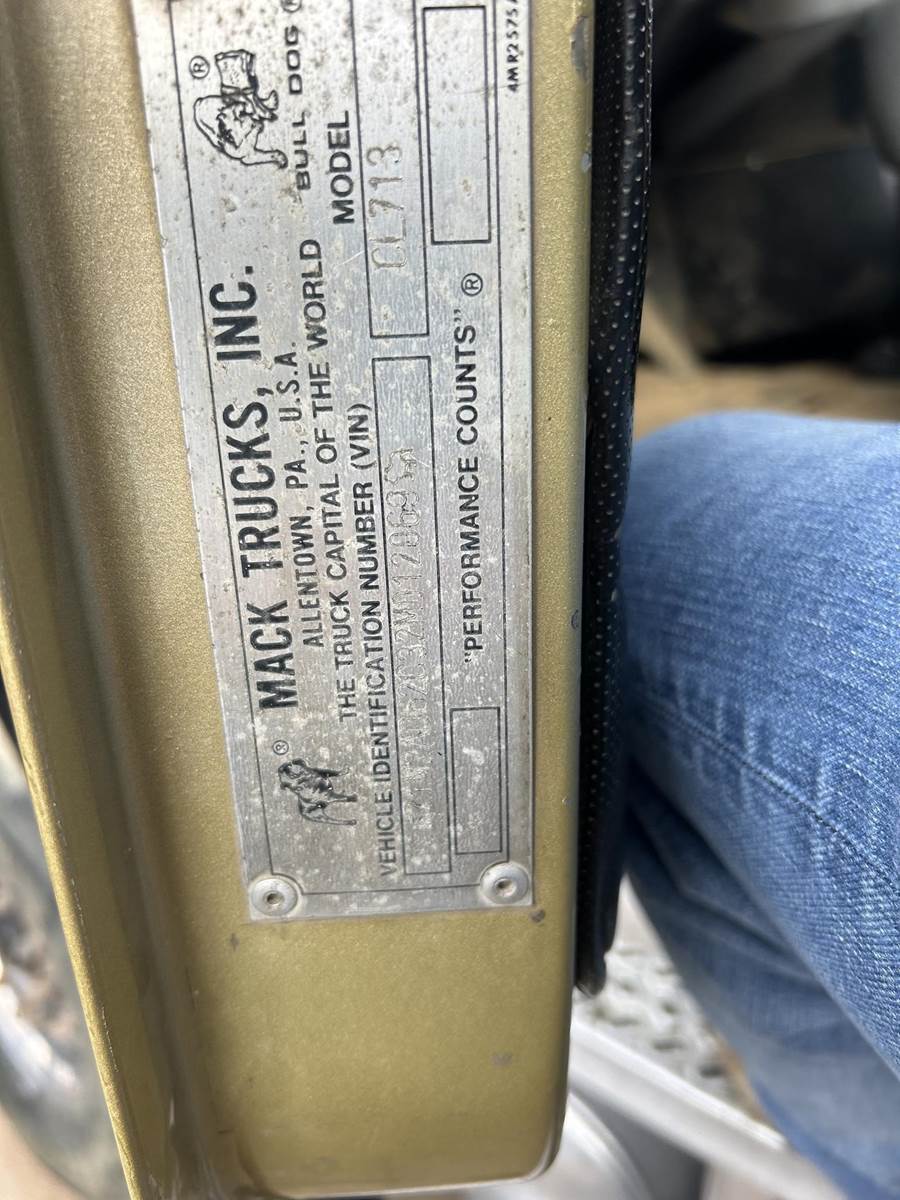 MACK TRUCKS, INC.
ALLENTOWN, PA., U.S.A.
BULL DOG ®
THE TRUCK CAPITAL OF THE WORLD
VEHICLE IDENTIFICATION NUMBER (VIN)
MODEL
CL713
"PERFORMANCE COUNTS" ®
4MR2575A